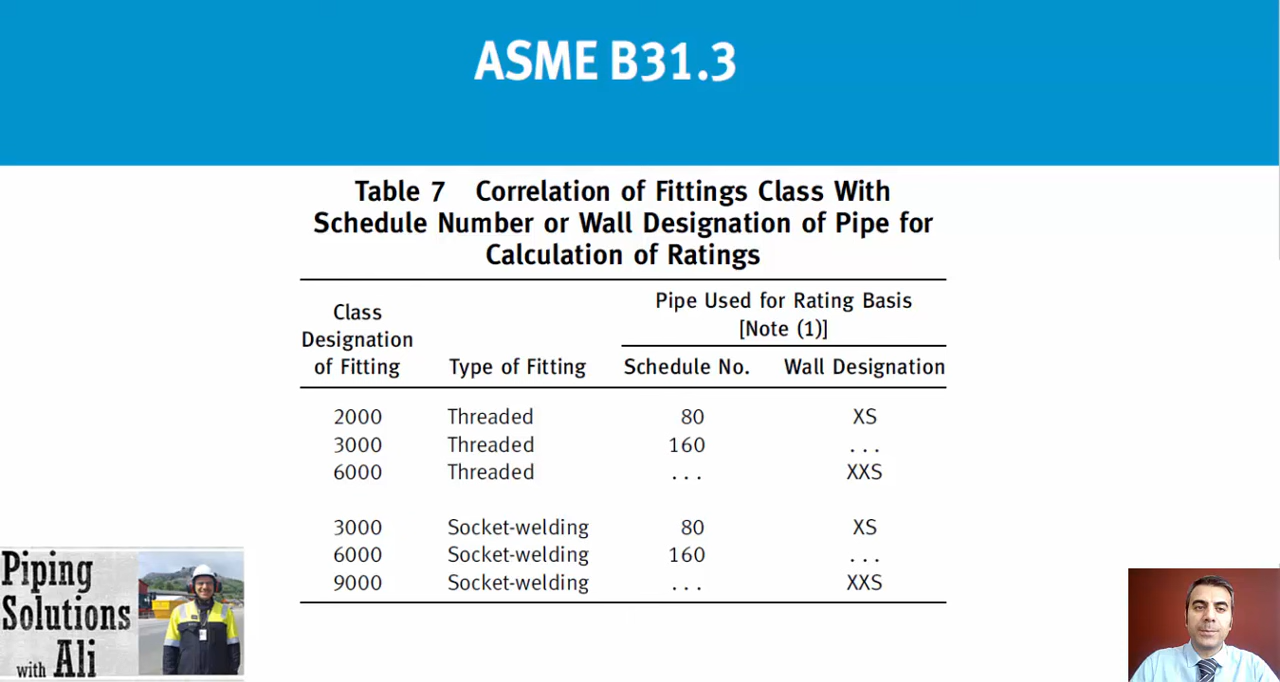 ASME B31.3
Table 7 Correlation of Fittings Class With
Schedule Number or Wall Designation of Pipe for
Calculation of Ratings
Class
Designation
of Fitting
Type of Fitting
Pipe Used for Rating Basis
[Note (1)]
Schedule No. Wall Designation
2000 Threaded 80 XS
3000 Threaded 160 . . .
6000 Threaded . . . XXS
3000 Socket-welding 80 XS
6000 Socket-welding 160 . . .
9000 Socket-welding . . . XXS
Piping
Solutions
with Ali